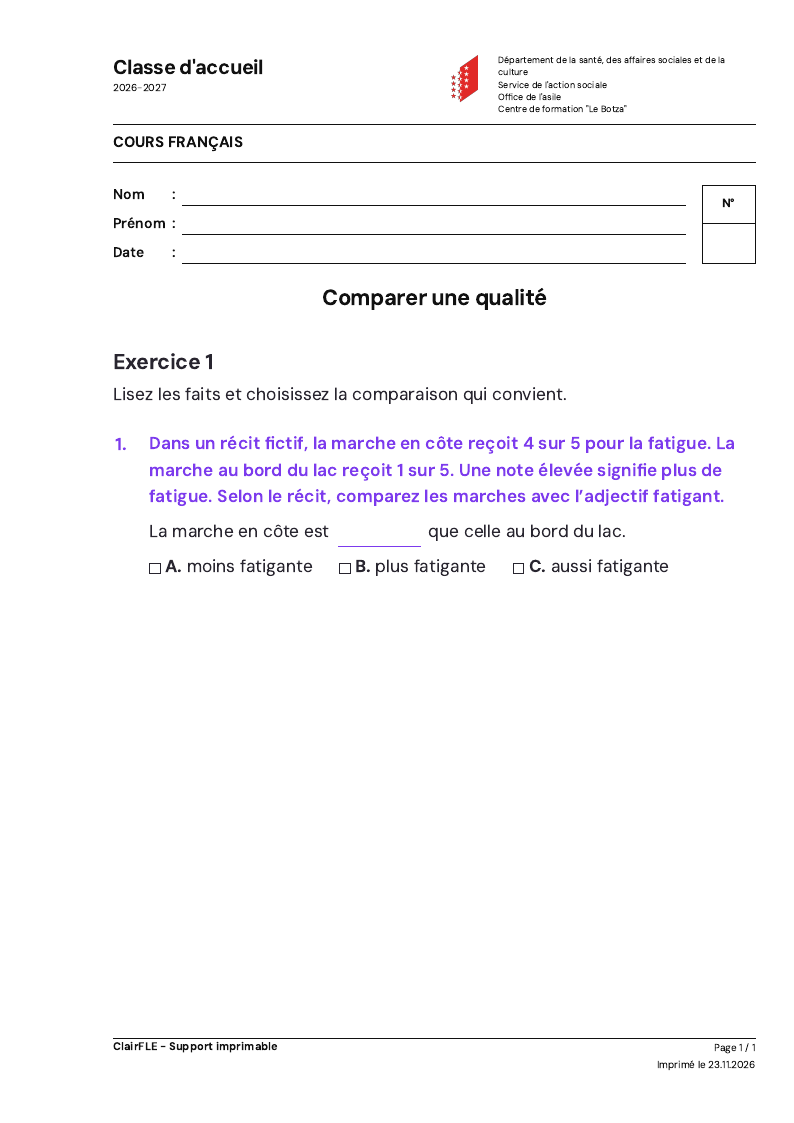 Classe d'accueil
2026-2027
Département de la santé, des affaires sociales et de la
culture
Service de l'action sociale
Office de l'asile
Centre de formation "Le Botza"
COURS FRANÇAIS
Nom :
Prénom :
Date :
N°
Comparer une qualité
Exercice 1
Lisez les faits et choisissez la comparaison qui convient.
1. Dans un récit fictif, la marche en côte reçoit 4 sur 5 pour la fatigue. La
marche au bord du lac reçoit 1 sur 5. Une note élevée signifie plus de
fatigue. Selon le récit, comparez les marches avec l’adjectif fatigant.
La marche en côte est ________ que celle au bord du lac.
☐ A. moins fatigante ☐ B. plus fatigante ☐ C. aussi fatigante
ClairFLE - Support imprimable
Page 1 / 1
Imprimé le 23.11.2026